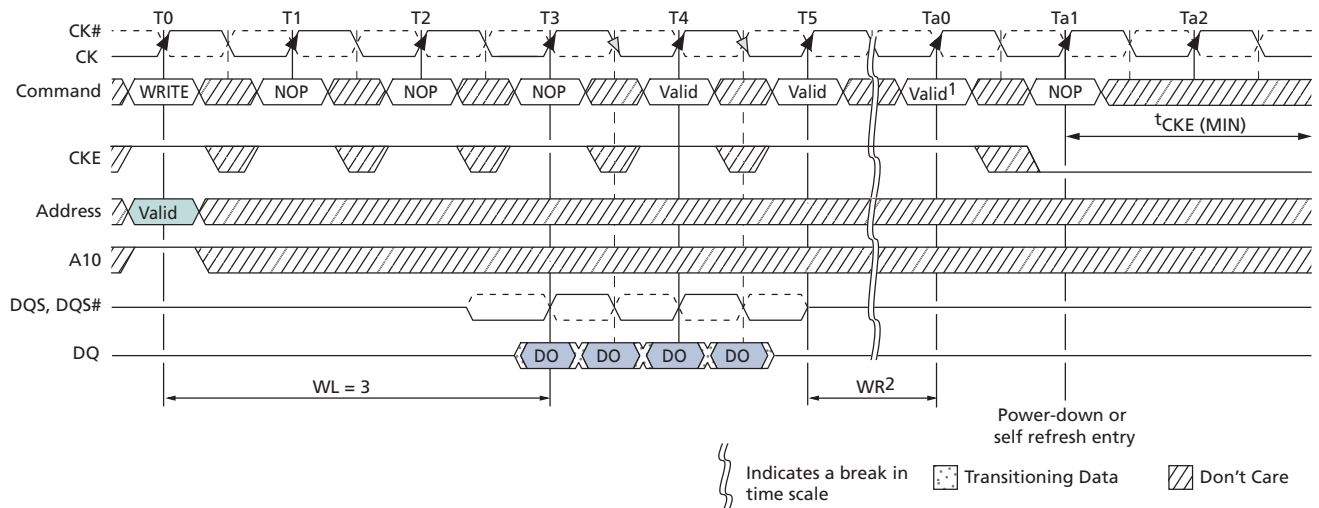 T0 T1 T2 T3 T4 T5 Ta0 Ta1 Ta2
CK#
CK
Command WRITE NOP NOP NOP Valid Valid Valid1 NOP
tCKE (MIN)
CKE
Address Valid
A10
DQS, DQS#
DQ DO DO DO DO
WL = 3 WR2
Power-down or
self refresh entry
Indicates a break in
time scale
Transitioning Data
Don't Care